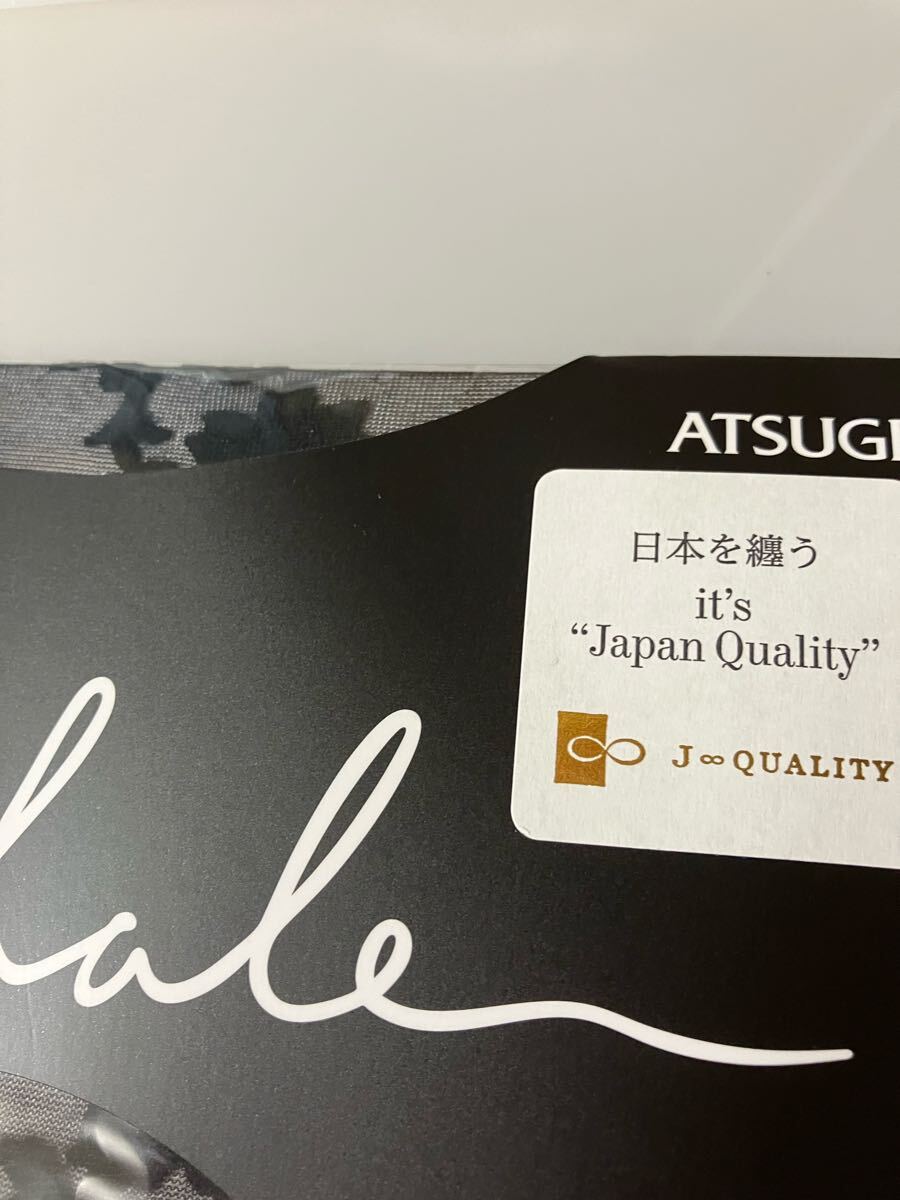 ATSUGI
日本を纏う
it's
“Japan Quality”
J∞QUALITY